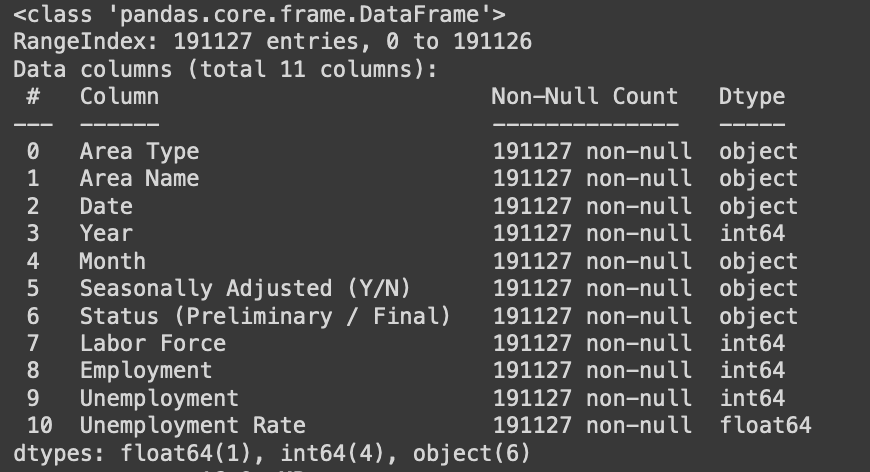 <class 'pandas.core.frame.DataFrame'>
RangeIndex: 191127 entries, 0 to 191126
Data columns (total 11 columns):
 #   Column                         Non-Null Count   Dtype
---  ------                         --------------   -----
 0   Area Type                      191127 non-null  object
 1   Area Name                      191127 non-null  object
 2   Date                           191127 non-null  object
 3   Year                           191127 non-null  int64
 4   Month                          191127 non-null  object
 5   Seasonally Adjusted (Y/N)      191127 non-null  object
 6   Status (Preliminary / Final)   191127 non-null  object
 7   Labor Force                    191127 non-null  int64
 8   Employment                     191127 non-null  int64
 9   Unemployment                   191127 non-null  int64
 10  Unemployment Rate              191127 non-null  float64
dtypes: float64(1), int64(4), object(6)